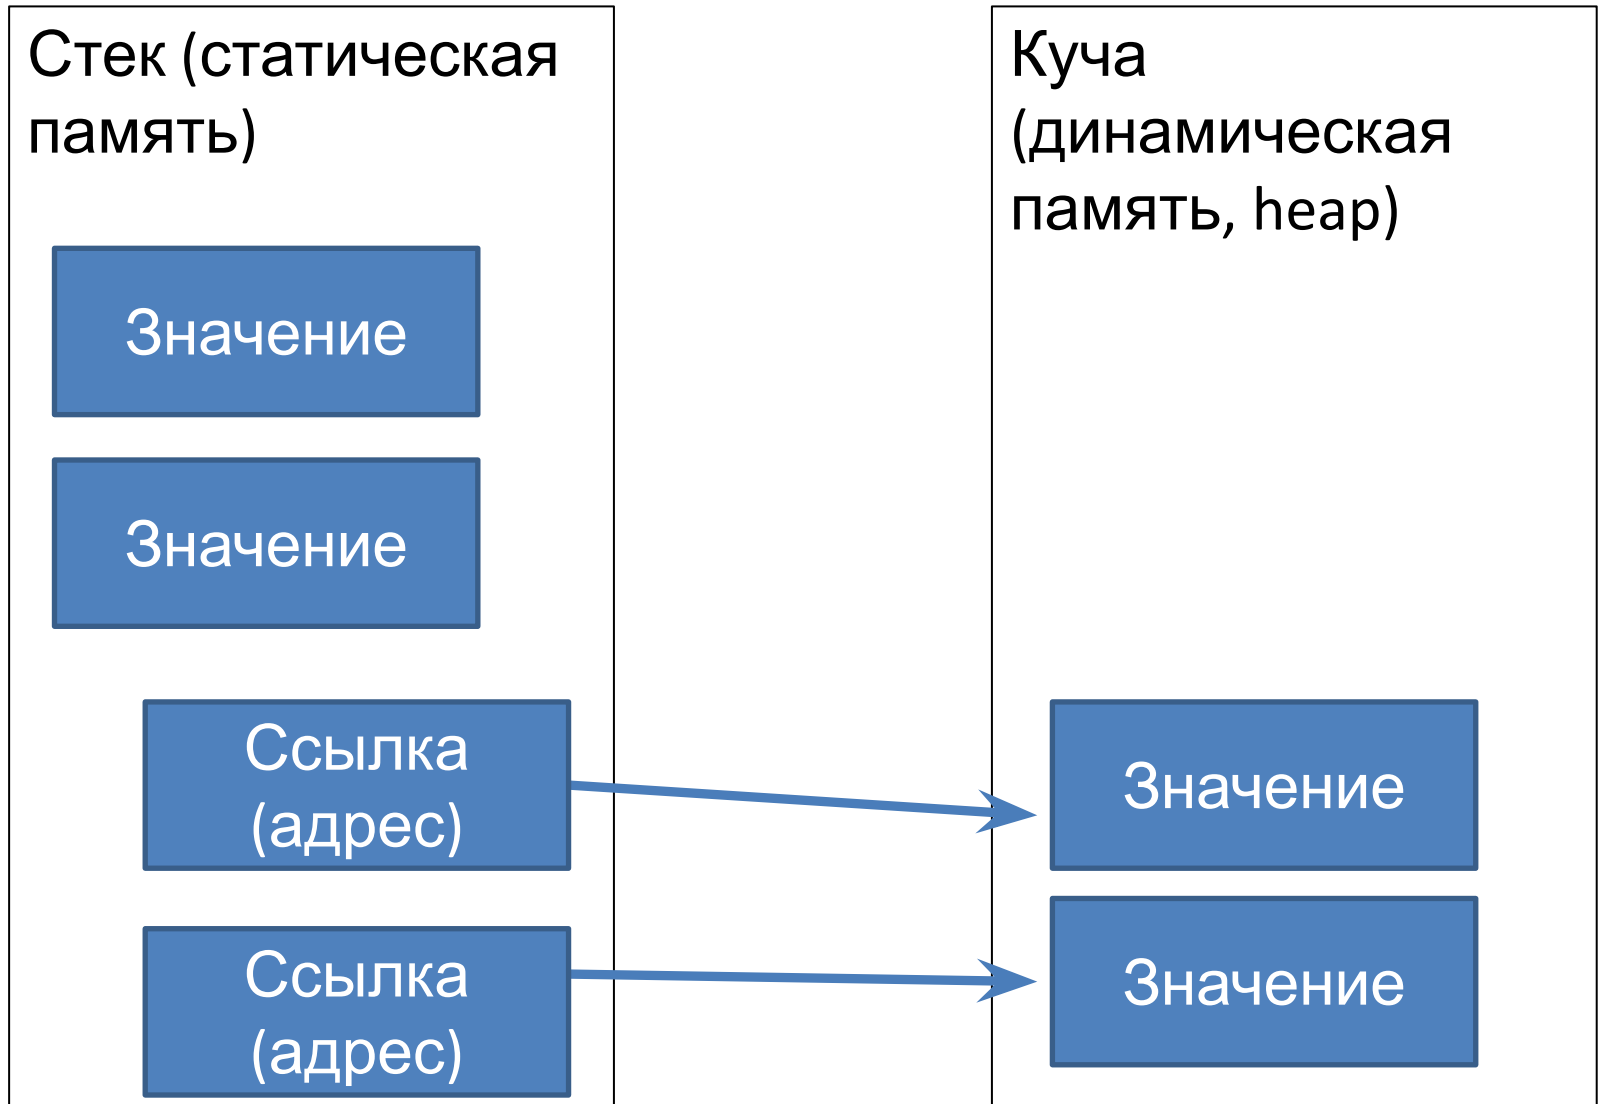 Стек (статическая
память)
Значение
Значение
Ссылка
(адрес)
Ссылка
(адрес)
Куча
(динамическая
память, heap)
Значение
Значение